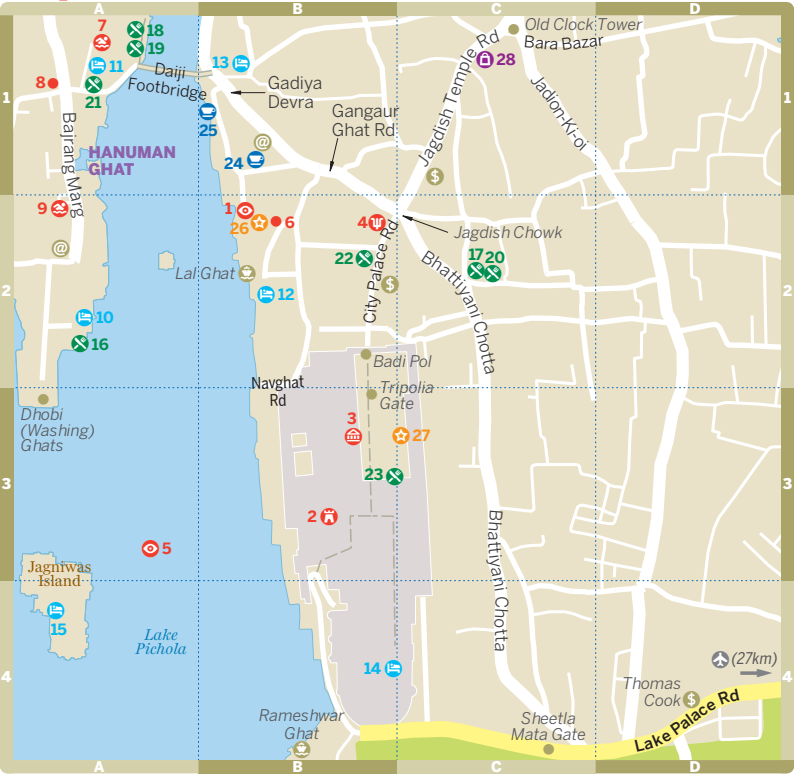 A
B
C
D
7
18
19
11
8
21
13
Daiji
Footbridge
25
24
@
Gadiya
Devra
Gangaur
Ghat Rd
Old Clock Tower
Bara Bazar
28
Jagdish Temple Rd
Jadion-Ki-oi
$
1
1
Bajrang Marg
HANUMAN
GHAT
9
@
1
26
6
4
Jagdish Chowk
22
City Palace Rd
$
17
20
Bhattiyani Chotta
Lal Ghat
12
2
2
10
16
Badi Pol
Navghat
Rd
Tripolia
Gate
Dhobi
(Washing)
Ghats
3
27
23
3
3
2
5
Bhattiyani Chotta
Jagniwas
Island
15
Lake
Pichola
14
4
4
(27km)
Thomas
Cook
$
Lake Palace Rd
Rameshwar
Ghat
Sheetla
Mata Gate
A
B
C
D